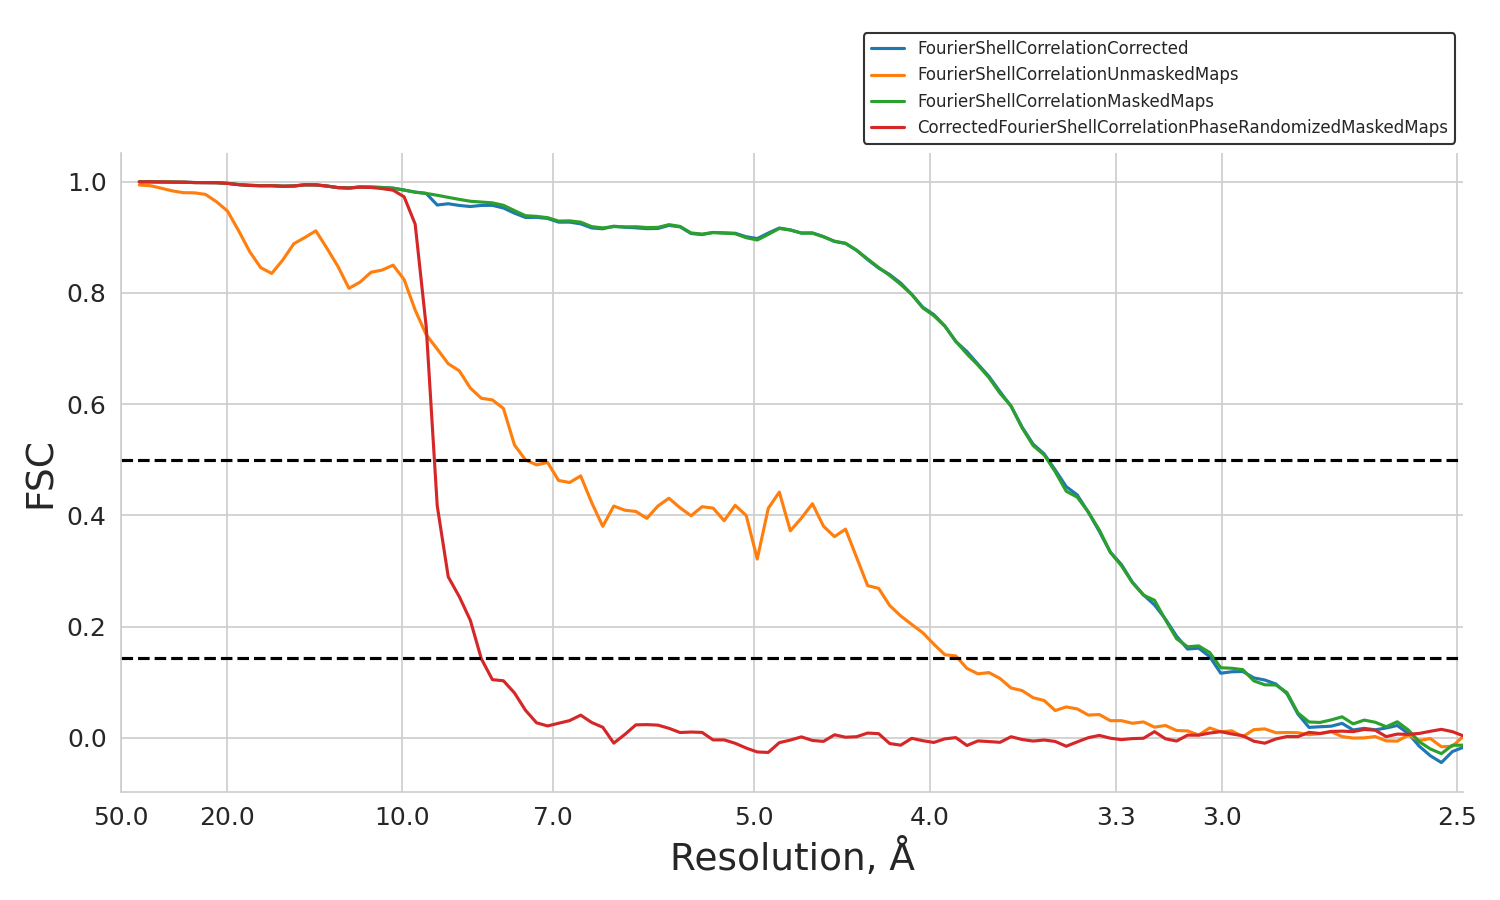 FourierShellCorrelationCorrected
FourierShellCorrelationUnmaskedMaps
FourierShellCorrelationMaskedMaps
CorrectedFourierShellCorrelationPhaseRandomizedMaskedMaps
1.0
0.8
0.6
0.4
0.2
0.0
FSC
50.0 20.0 10.0 7.0 5.0 4.0 3.3 3.0 2.5
Resolution, Å